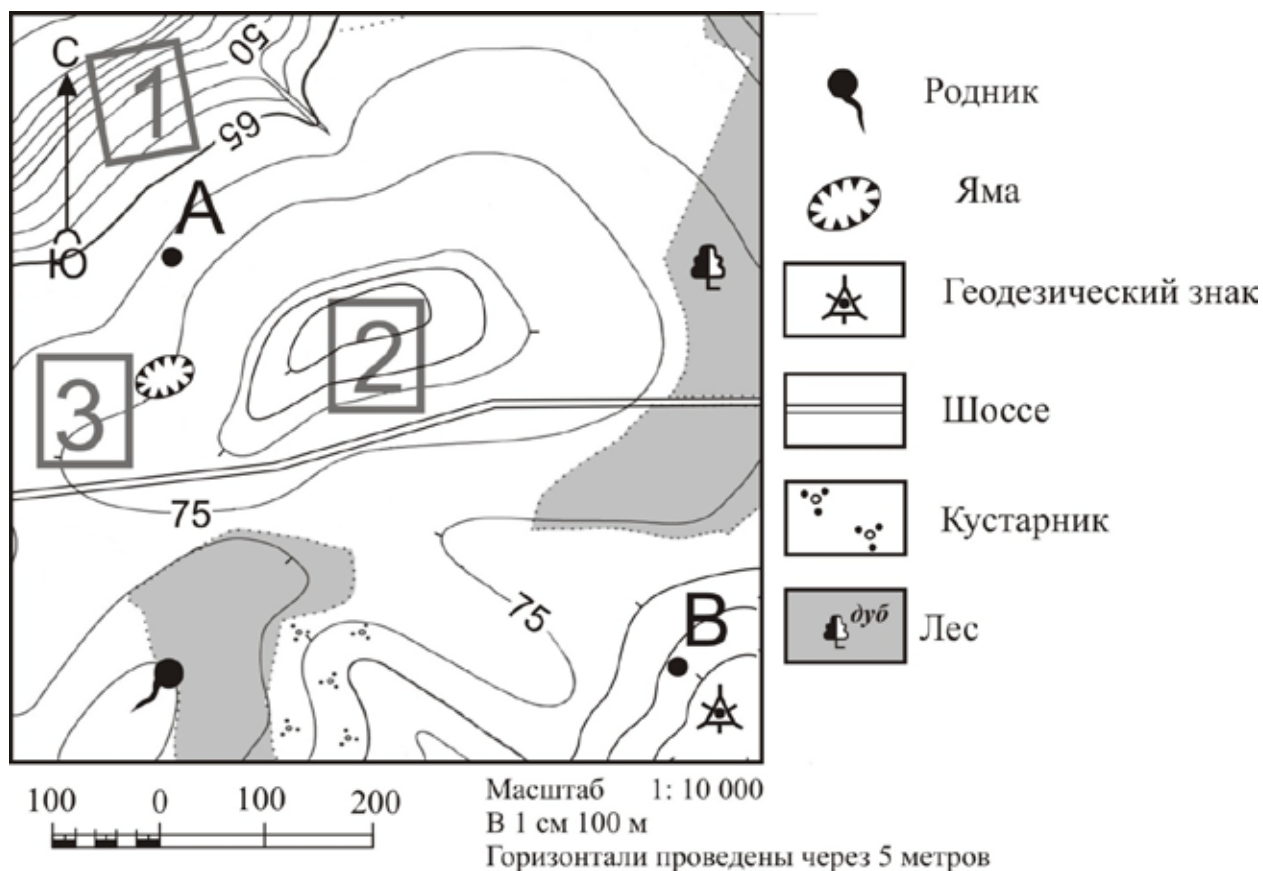 С
1
50
65
Ю
А
2
3
75
75
В
Родник
Яма
Геодезический знак
Шоссе
Кустарник
дуб
Лес
100 0 100 200
Масштаб 1: 10 000
В 1 см 100 м
Горизонтали проведены через 5 метров